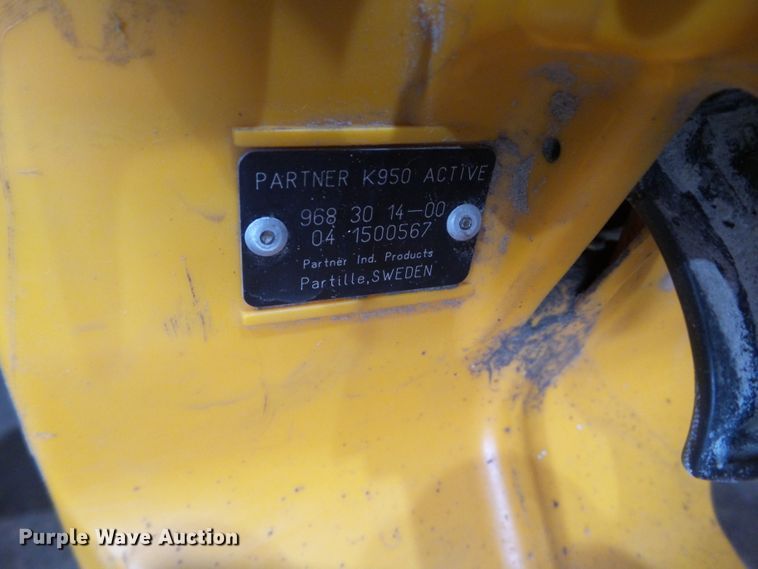 PARTNER K950 ACTIVE
968 30 14-00
04 1500567
Partner Ind. Products
Partille, SWEDEN
Purple Wave Auction